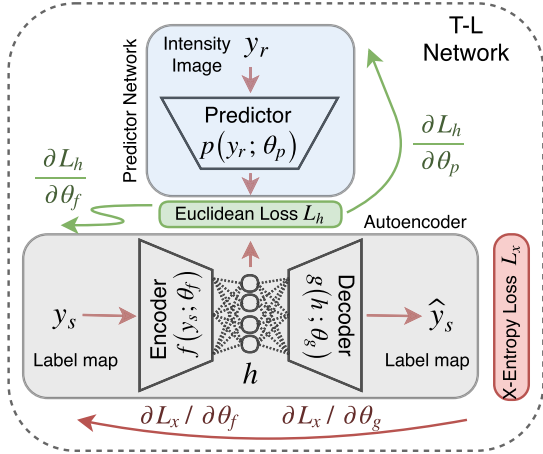 T-L
Network
Predictor Network
Intensity
Image
y_r
Predictor
p(y_r; θ_p)
∂L_h
∂θ_f
∂L_h
∂θ_p
Euclidean Loss L_h
Autoencoder
y_s
Label map
Encoder
f(y_s; θ_f)
h
Decoder
g(h; θ_g)
ŷ_s
Label map
X-Entropy Loss L_x
∂L_x / ∂θ_f
∂L_x / ∂θ_g